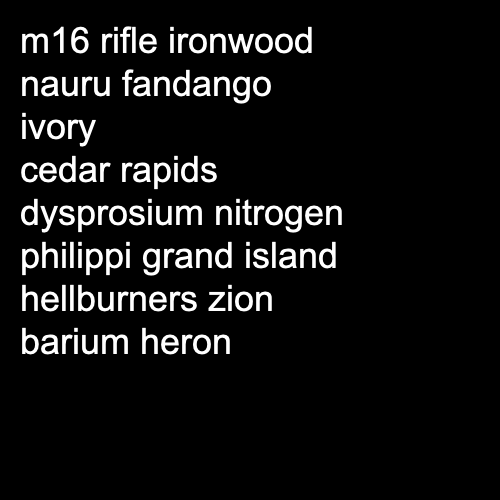 m16 rifle ironwood
nauru fandango
ivory
cedar rapids
dysprosium nitrogen
philippi grand island
hellburners zion
barium heron